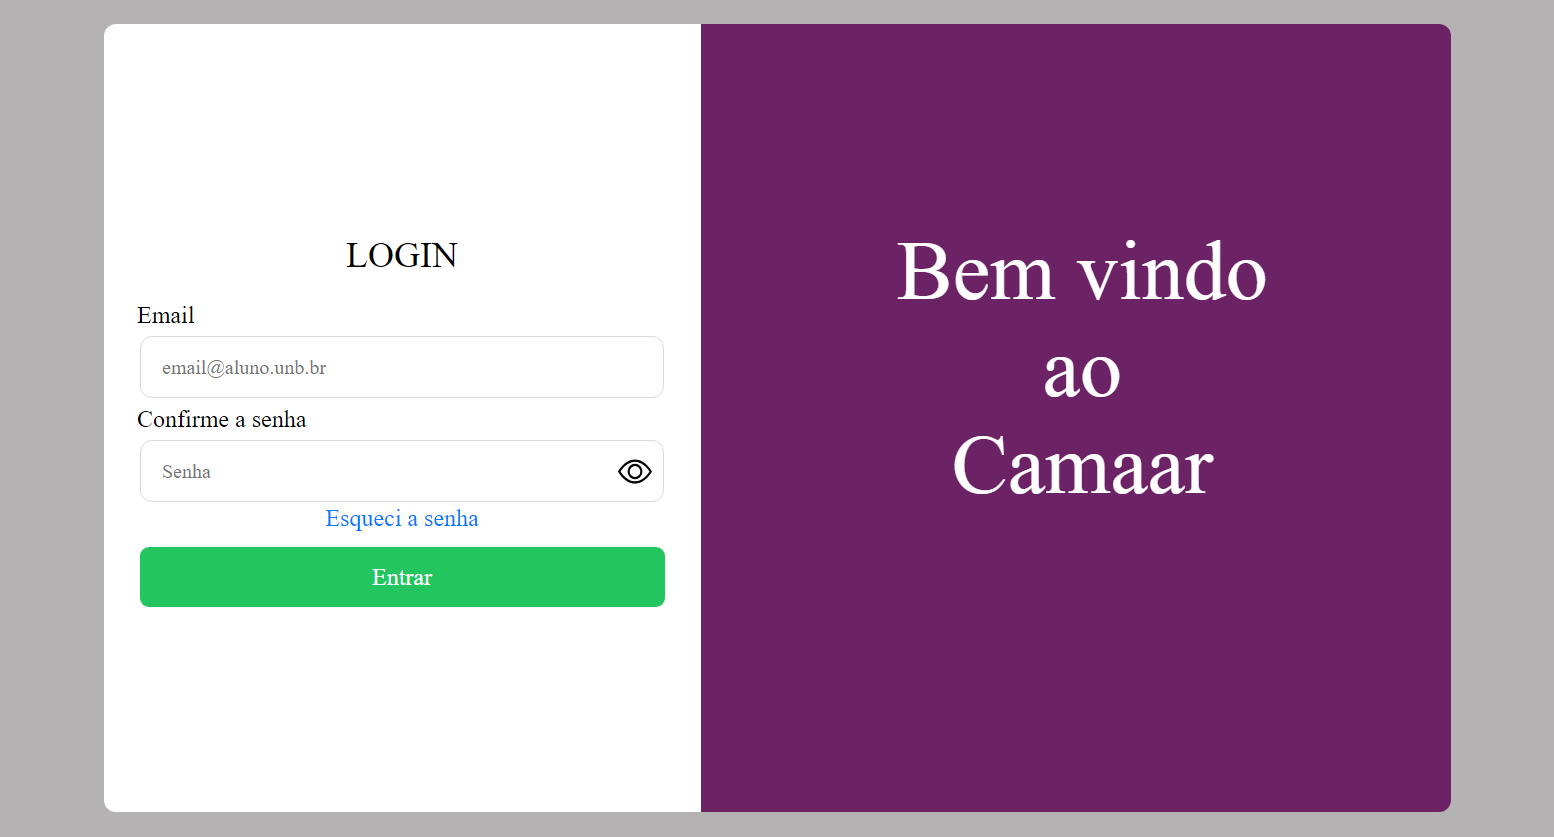 LOGIN
Email
email@aluno.unb.br
Confirme a senha
Senha
Esqueci a senha
Entrar
Bem vindo
ao
Camaar